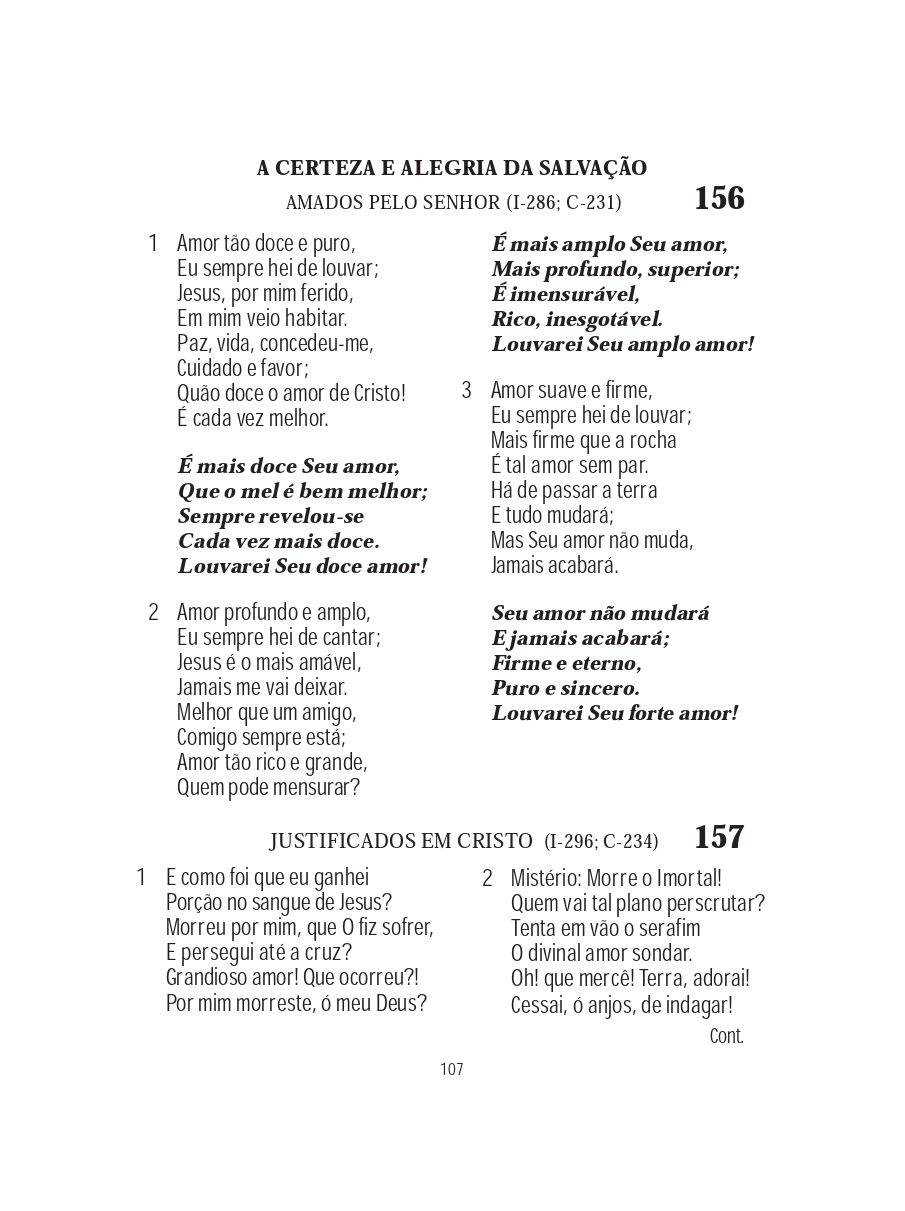 A CERTEZA E ALEGRIA DA SALVAÇÃO
AMADOS PELO SENHOR (I-286; C-231) 156
1 Amor tão doce e puro,
Eu sempre hei de louvar;
Jesus, por mim ferido,
Em mim veio habitar.
Paz, vida, concedeu-me,
Cuidado e favor;
Quão doce o amor de Cristo!
É cada vez melhor.
É mais doce Seu amor,
Que o mel é bem melhor;
Sempre revelou-se
Cada vez mais doce.
Louvarei Seu doce amor!
2 Amor profundo e amplo,
Eu sempre hei de cantar;
Jesus é o mais amável,
Jamais me vai deixar.
Melhor que um amigo,
Comigo sempre está;
Amor tão rico e grande,
Quem pode mensurar?
É mais amplo Seu amor,
Mais profundo, superior;
É imensurável,
Rico, inesgotável.
Louvarei Seu amplo amor!
3 Amor suave e firme,
Eu sempre hei de louvar;
Mais firme que a rocha
É tal amor sem par.
Há de passar a terra
E tudo mudará;
Mas Seu amor não muda,
Jamais acabará.
Seu amor não mudará
E jamais acabará;
Firme e eterno,
Puro e sincero.
Louvarei Seu forte amor!
JUSTIFICADOS EM CRISTO (I-296; C-234) 157
1 E como foi que eu ganhei
Porção no sangue de Jesus?
Morreu por mim, que O fiz sofrer,
E persegui até a cruz?
Grandioso amor! Que ocorreu?!
Por mim morreste, ó meu Deus?
2 Mistério: Morre o Imortal!
Quem vai tal plano perscrutar?
Tenta em vão o serafim
O divinal amor sondar.
Oh! que mercê! Terra, adorai!
Cessai, ó anjos, de indagar!
Cont.
107